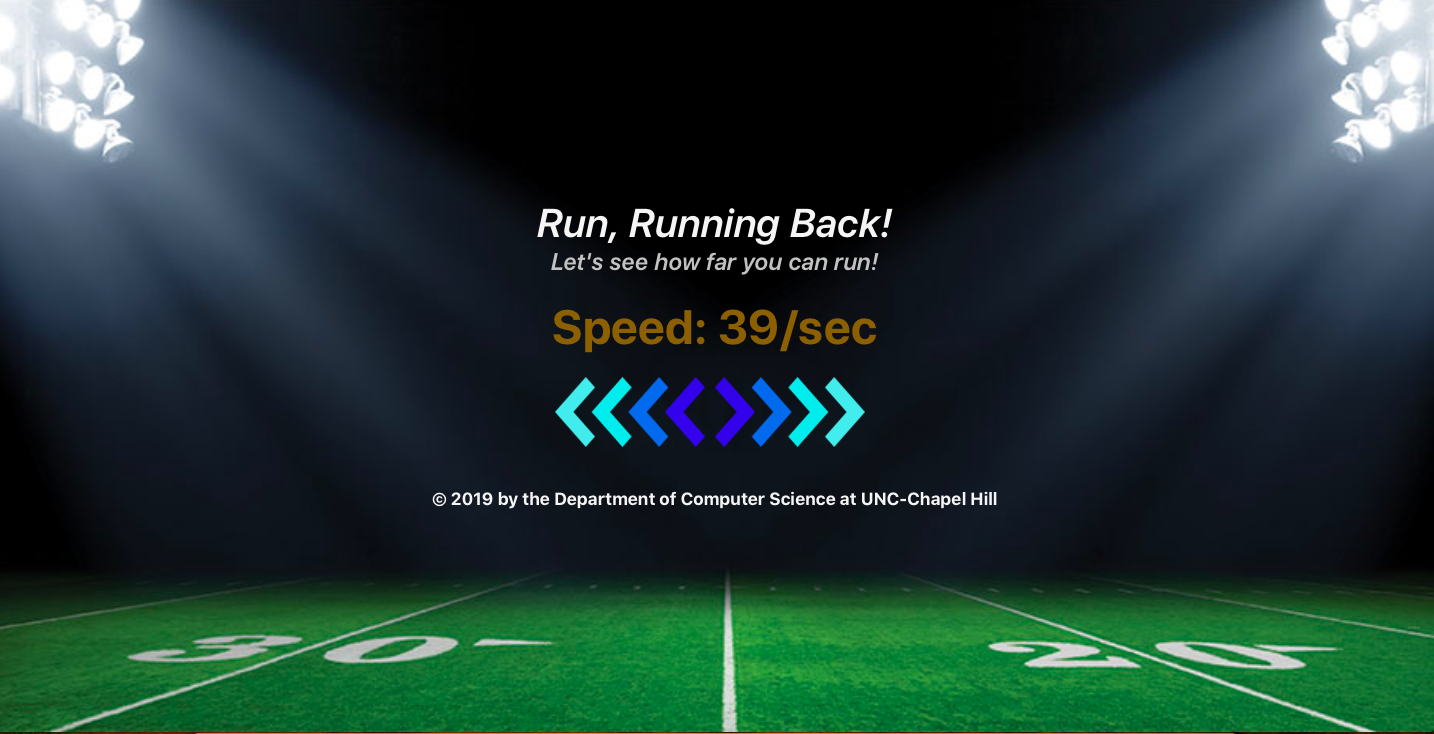 Run, Running Back!
Let's see how far you can run!
Speed: 39/sec
© 2019 by the Department of Computer Science at UNC-Chapel Hill
30 20